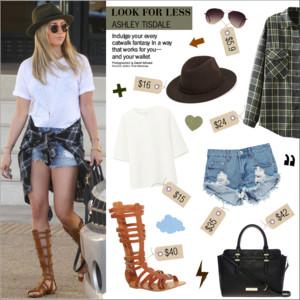 LOOK FOR LESS
ASHLEY TISDALE
Indulge your every
catwalk fantasy in a way
that works for you—
and your wallet
$16
$59
$24
$15
$35
$42
$40